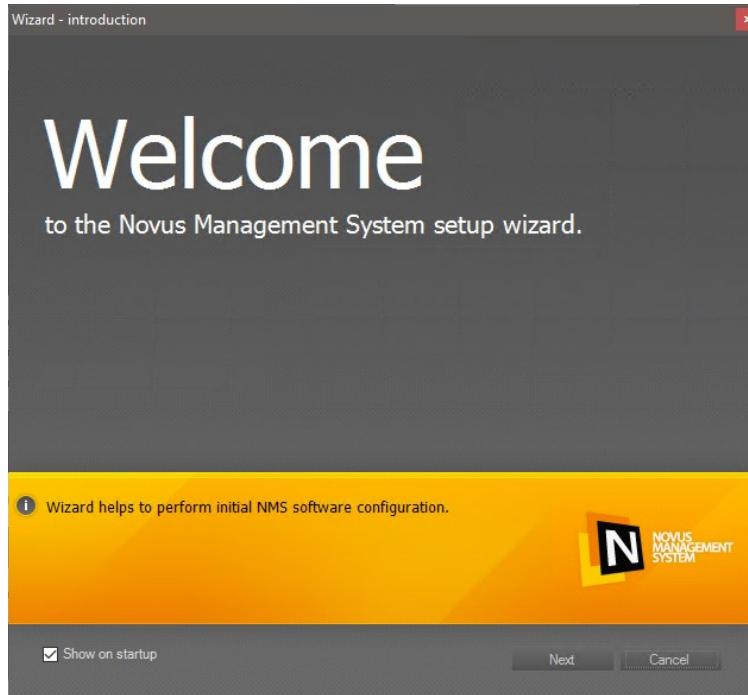 Wizard - introduction
Welcome
to the Novus Management System setup wizard.
Wizard helps to perform initial NMS software configuration.
N
NOVUS
MANAGEMENT
SYSTEM
Show on startup
Next
Cancel